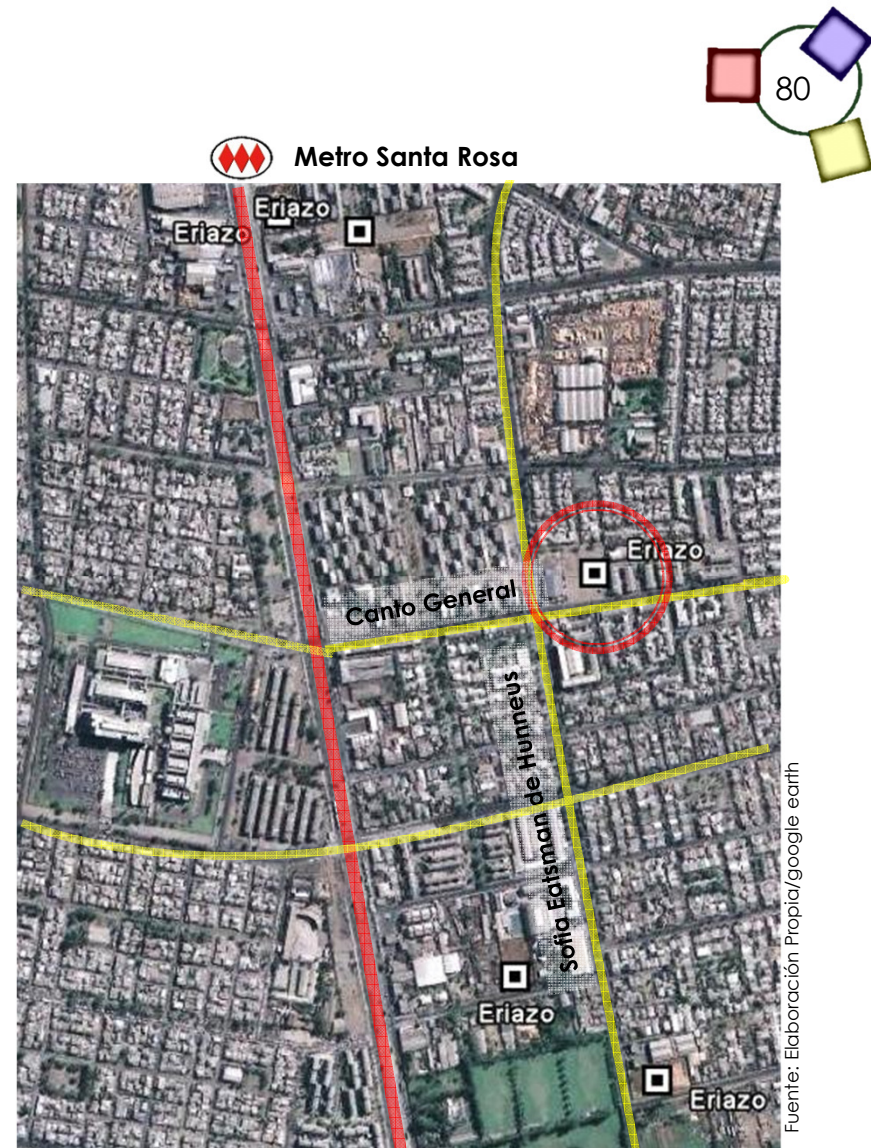 80
Metro Santa Rosa
Eriazo
Eriazo
Eriazo
Canto General
Sofia Eatsman de Hunneus
Eriazo
Eriazo
Fuente: Elaboración Propia/google earth